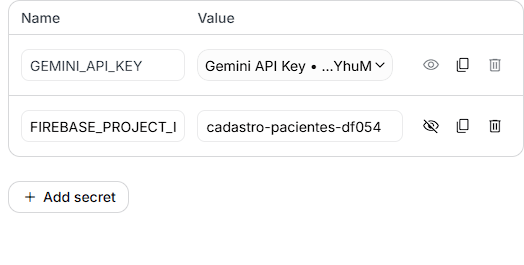 Name Value
GEMINI_API_KEY Gemini API Key • ...YhuM
FIREBASE_PROJECT_I cadastro-pacientes-df054
+ Add secret